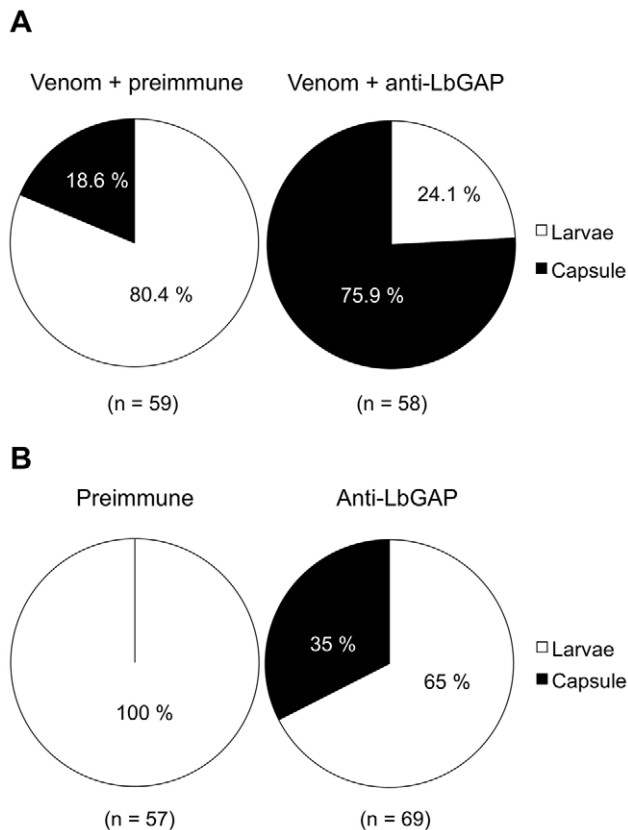 A
Venom + preimmune
Venom + anti-LbGAP
18.6 %
80.4 %
24.1 %
75.9 %
Larvae
Capsule
(n = 59)
(n = 58)
B
Preimmune
Anti-LbGAP
100 %
35 %
65 %
Larvae
Capsule
(n = 57)
(n = 69)